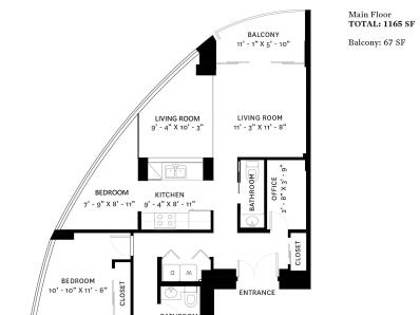 Main Floor
TOTAL: 1165 SF
Balcony: 67 SF
BALCONY
11' - 1" X 5' - 10"
LIVING ROOM
9' - 4" X 10' - 3"
LIVING ROOM
11' - 3" X 11' - 8"
BEDROOM
7' - 9" X 8' - 11"
KITCHEN
9' - 4" X 8' - 11"
BATHROOM
OFFICE
3' - 8" X 3' - 9"
CLOSET
BEDROOM
10' - 10" X 11' - 8"
CLOSET
W
D
ENTRANCE
BATHROOM